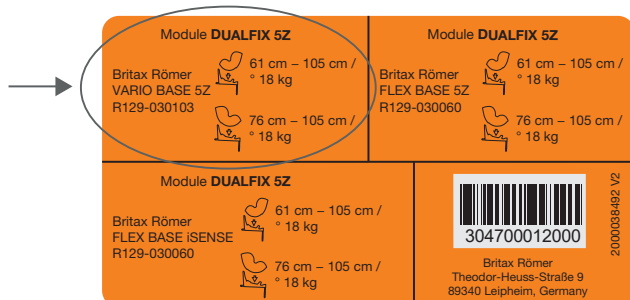 Module DUALFIX 5Z
Britax Römer
VARIO BASE 5Z
R129-030103
61 cm – 105 cm /
° 18 kg
76 cm – 105 cm /
° 18 kg
Module DUALFIX 5Z
Britax Römer
FLEX BASE 5Z
R129-030060
61 cm – 105 cm /
° 18 kg
76 cm – 105 cm /
° 18 kg
Module DUALFIX 5Z
Britax Römer
FLEX BASE iSENSE
R129-030060
61 cm – 105 cm /
° 18 kg
76 cm – 105 cm /
° 18 kg
304700012000
Britax Römer
Theodor-Heuss-Straße 9
89340 Leipheim, Germany
2000038492 V2